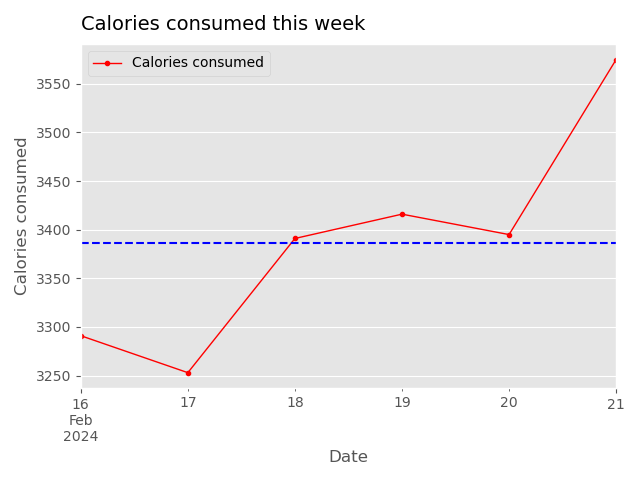 Calories consumed this week
Calories consumed
3550
3500
3450
3400
3350
3300
3250
Calories consumed
16 17 18 19 20 21
Feb
2024
Date